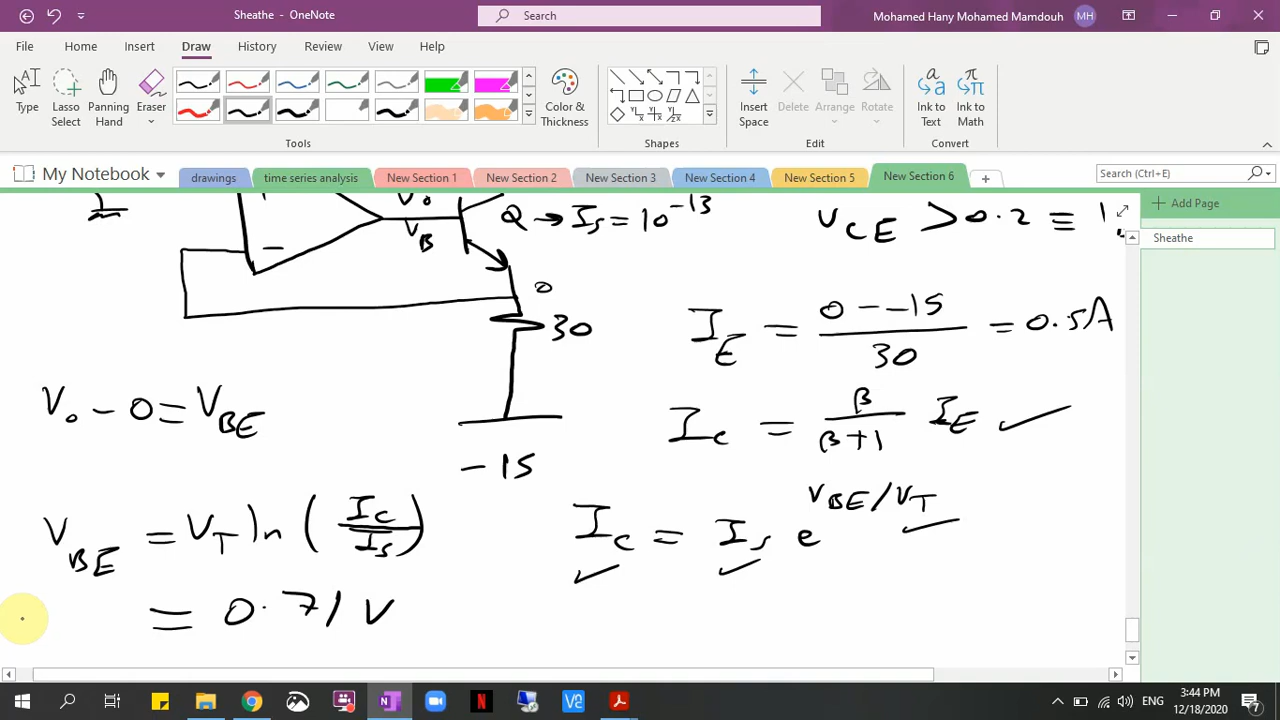 Sheathe - OneNote
Search
Mohamed Hany Mohamed Mamdouh
MH
File Home Insert Draw History Review View Help
Type
Lasso Select
Panning Hand
Eraser
Color & Thickness
Insert Space
Delete
Arrange
Rotate
Ink to Text
Ink to Math
Tools
Shapes
Edit
Convert
My Notebook
drawings
time series analysis
New Section 1
New Section 2
New Section 3
New Section 4
New Section 5
New Section 6
Search (Ctrl+E)
Add Page
Sheathe
Vo
VB
Q → Is = 10^-13
VCE > 0.2 ≡
0
30
-15
IE = (0 - -15)/30 = 0.5A
Vo - 0 = VBE
Ic = β/(β+1) IE ✓
VBE = VT ln (Ic/Is)
= 0.71 V
Ic = Is e^(VBE/VT)
ENG
3:44 PM
12/18/2020
7